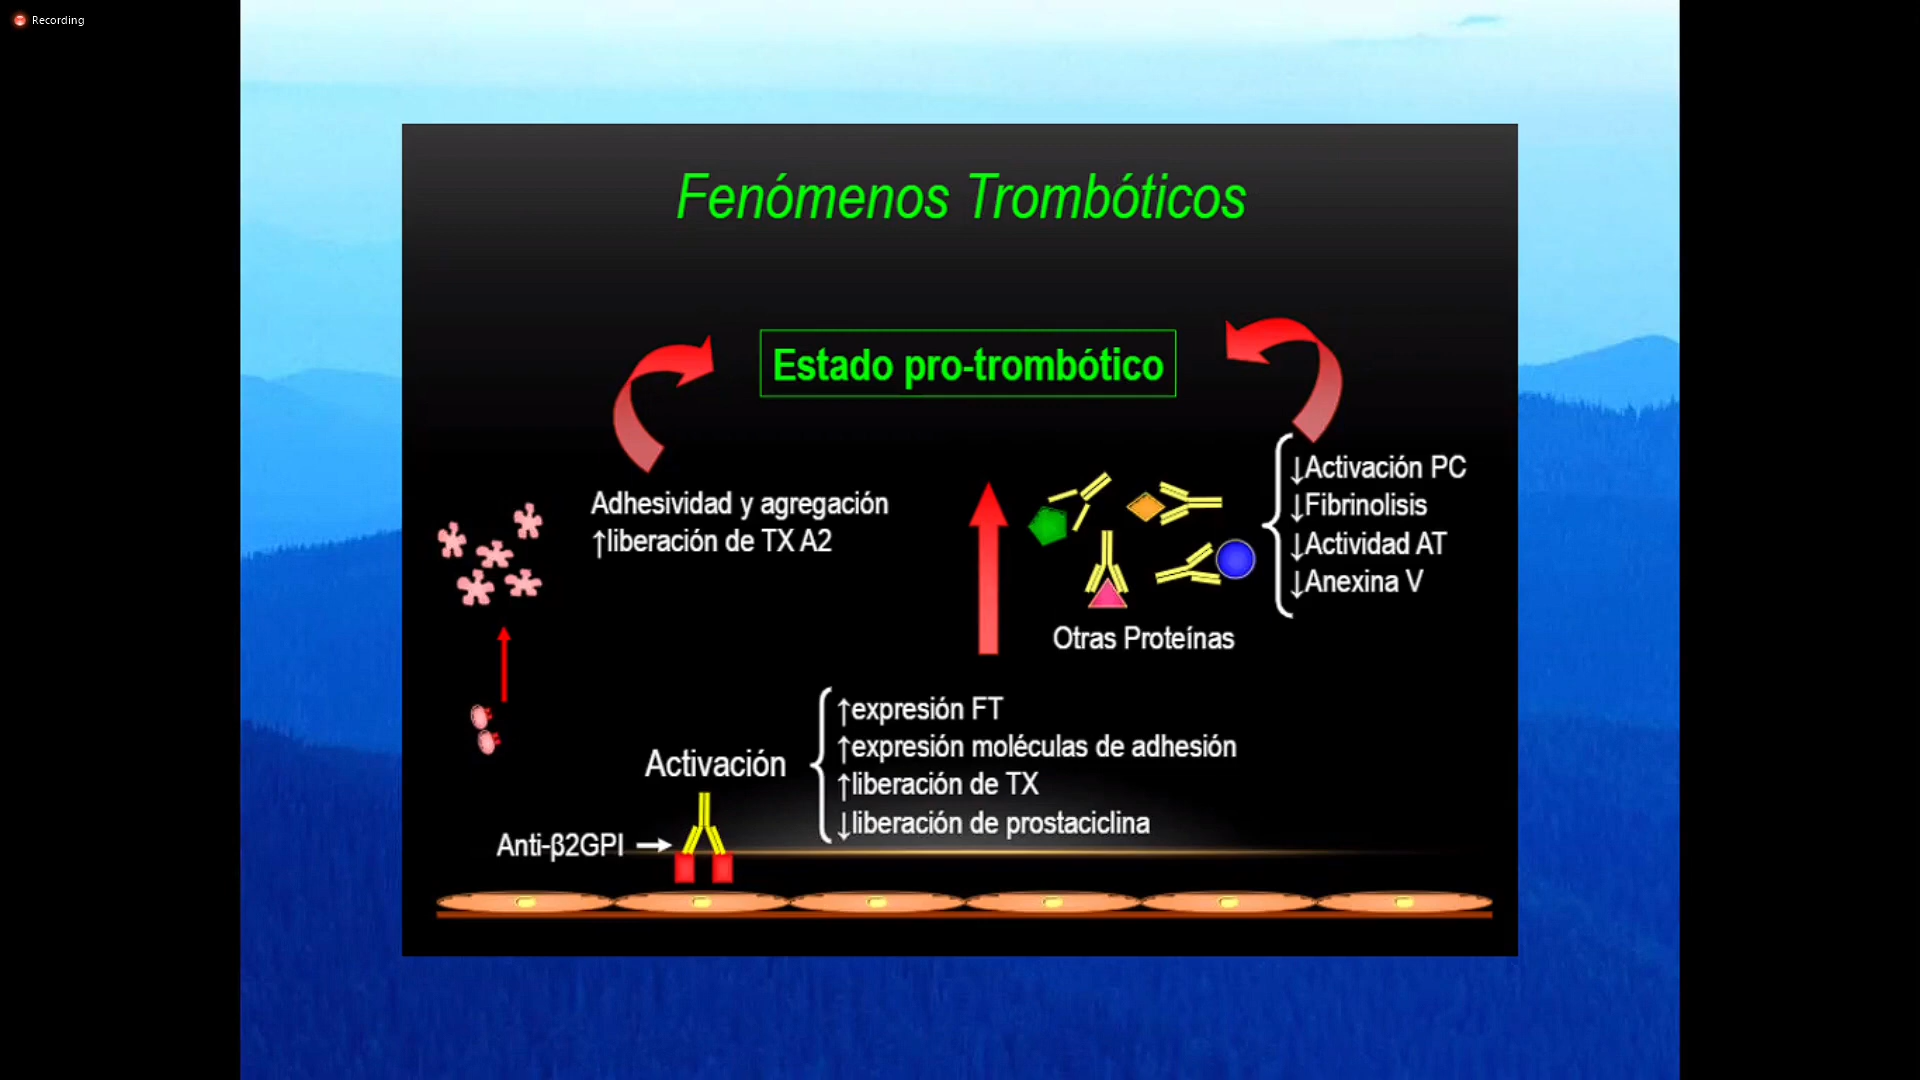 Recording
Fenómenos Trombóticos
Estado pro-trombótico
Adhesividad y agregación
↑liberación de TX A2
↓Activación PC
↓Fibrinolisis
↓Actividad AT
↓Anexina V
Otras Proteínas
Activación
↑expresión FT
↑expresión moléculas de adhesión
↑liberación de TX
↓liberación de prostaciclina
Anti-β2GPI